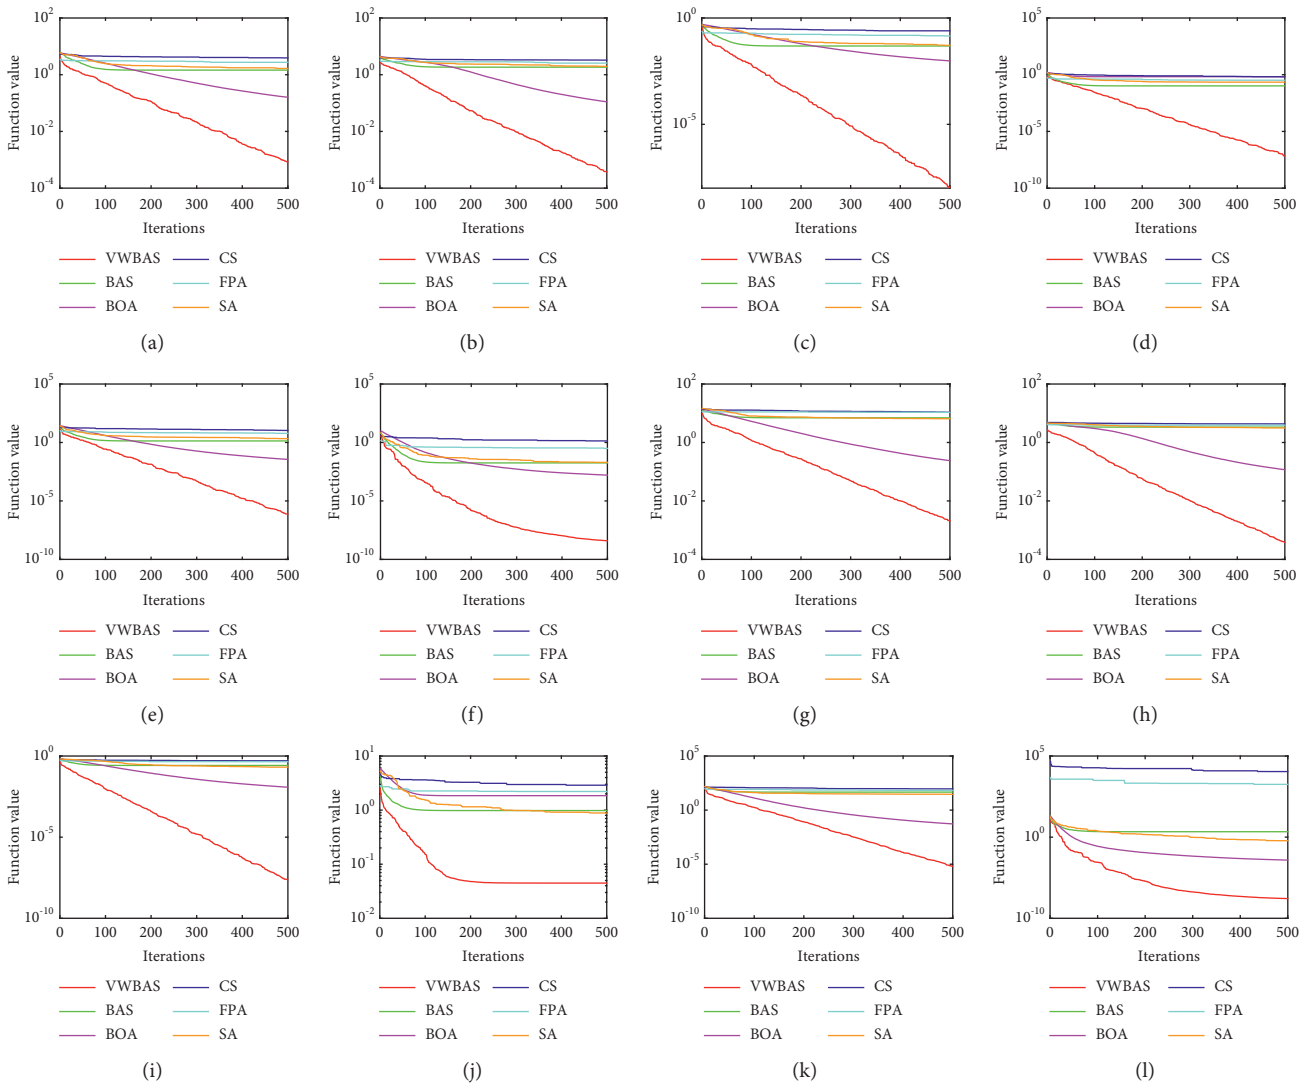 Function value
10^2
10^0
10^-2
10^-4
0 100 200 300 400 500
Iterations
VWBAS CS
BAS FPA
BOA SA
(a)
Function value
10^2
10^0
10^-2
10^-4
0 100 200 300 400 500
Iterations
VWBAS CS
BAS FPA
BOA SA
(b)
Function value
10^0
10^-5
0 100 200 300 400 500
Iterations
VWBAS CS
BAS FPA
BOA SA
(c)
Function value
10^5
10^0
10^-5
10^-10
0 100 200 300 400 500
Iterations
VWBAS CS
BAS FPA
BOA SA
(d)
Function value
10^5
10^0
10^-5
10^-10
0 100 200 300 400 500
Iterations
VWBAS CS
BAS FPA
BOA SA
(e)
Function value
10^5
10^0
10^-5
10^-10
0 100 200 300 400 500
Iterations
VWBAS CS
BAS FPA
BOA SA
(f)
Function value
10^2
10^0
10^-2
10^-4
0 100 200 300 400 500
Iterations
VWBAS CS
BAS FPA
BOA SA
(g)
Function value
10^2
10^0
10^-2
10^-4
0 100 200 300 400 500
Iterations
VWBAS CS
BAS FPA
BOA SA
(h)
Function value
10^0
10^-5
10^-10
0 100 200 300 400 500
Iterations
VWBAS CS
BAS FPA
BOA SA
(i)
Function value
10^1
10^0
10^-1
10^-2
0 100 200 300 400 500
Iterations
VWBAS CS
BAS FPA
BOA SA
(j)
Function value
10^5
10^0
10^-5
10^-10
0 100 200 300 400 500
Iterations
VWBAS CS
BAS FPA
BOA SA
(k)
Function value
10^5
10^0
10^-10
0 100 200 300 400 500
Iterations
VWBAS CS
BAS FPA
BOA SA
(l)